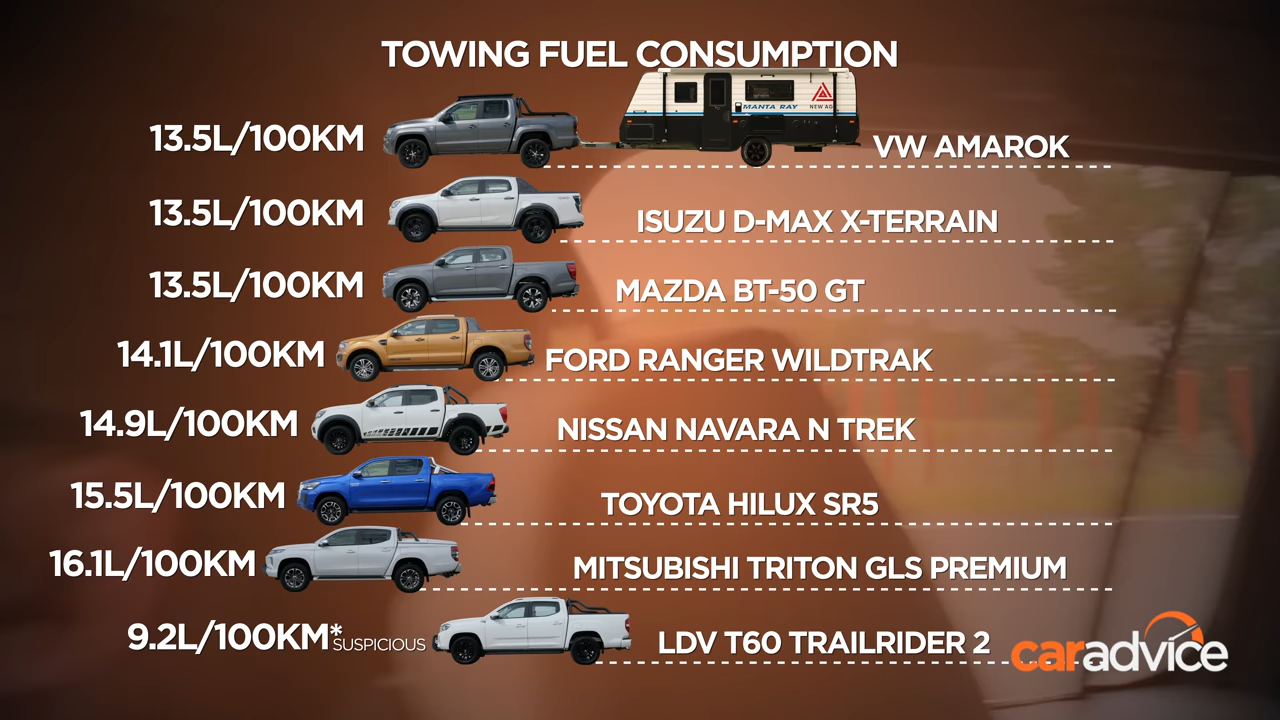 TOWING FUEL CONSUMPTION
MANTA RAY
NEW AGE
13.5L/100KM VW AMAROK
13.5L/100KM ISUZU D-MAX X-TERRAIN
13.5L/100KM MAZDA BT-50 GT
14.1L/100KM FORD RANGER WILDTRAK
14.9L/100KM NISSAN NAVARA N TREK
15.5L/100KM TOYOTA HILUX SR5
16.1L/100KM MITSUBISHI TRITON GLS PREMIUM
9.2L/100KM* SUSPICIOUS LDV T60 TRAILRIDER 2
caradvice